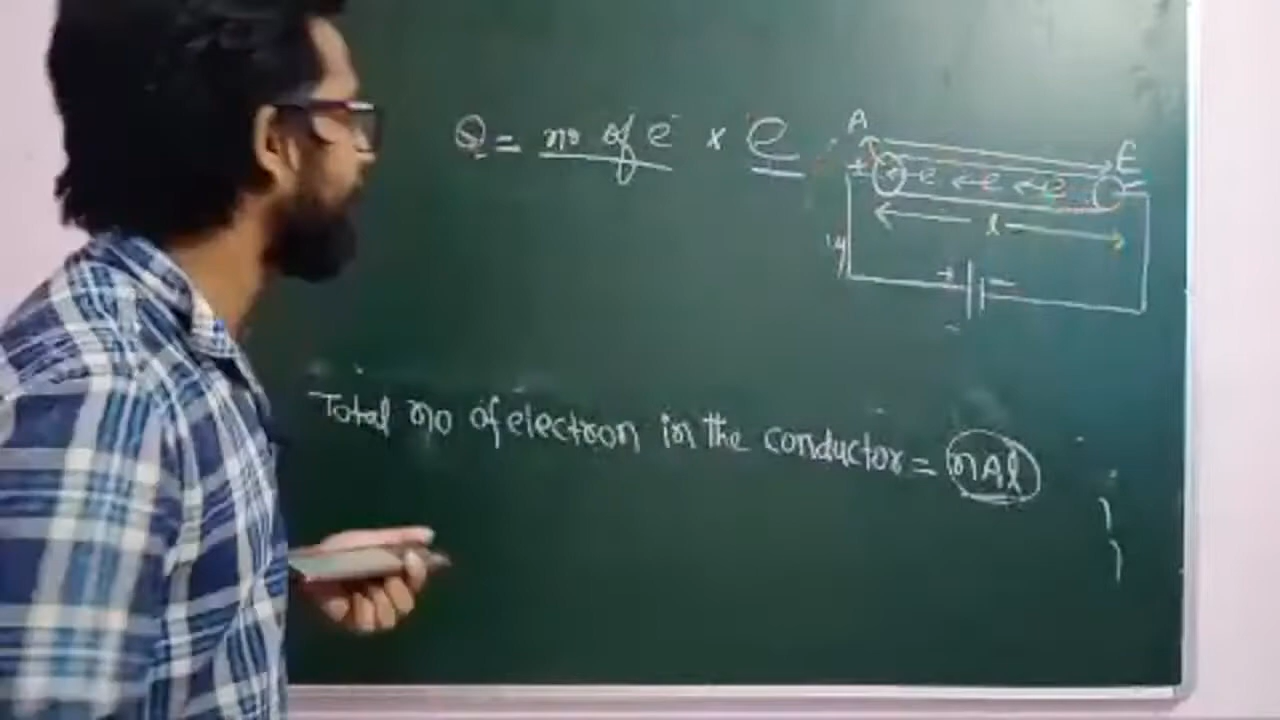 Q = no of e⁻ × e
A
E
+ ← e ← e ← e −
l
+ −
Total no of electron in the conductor = nAl